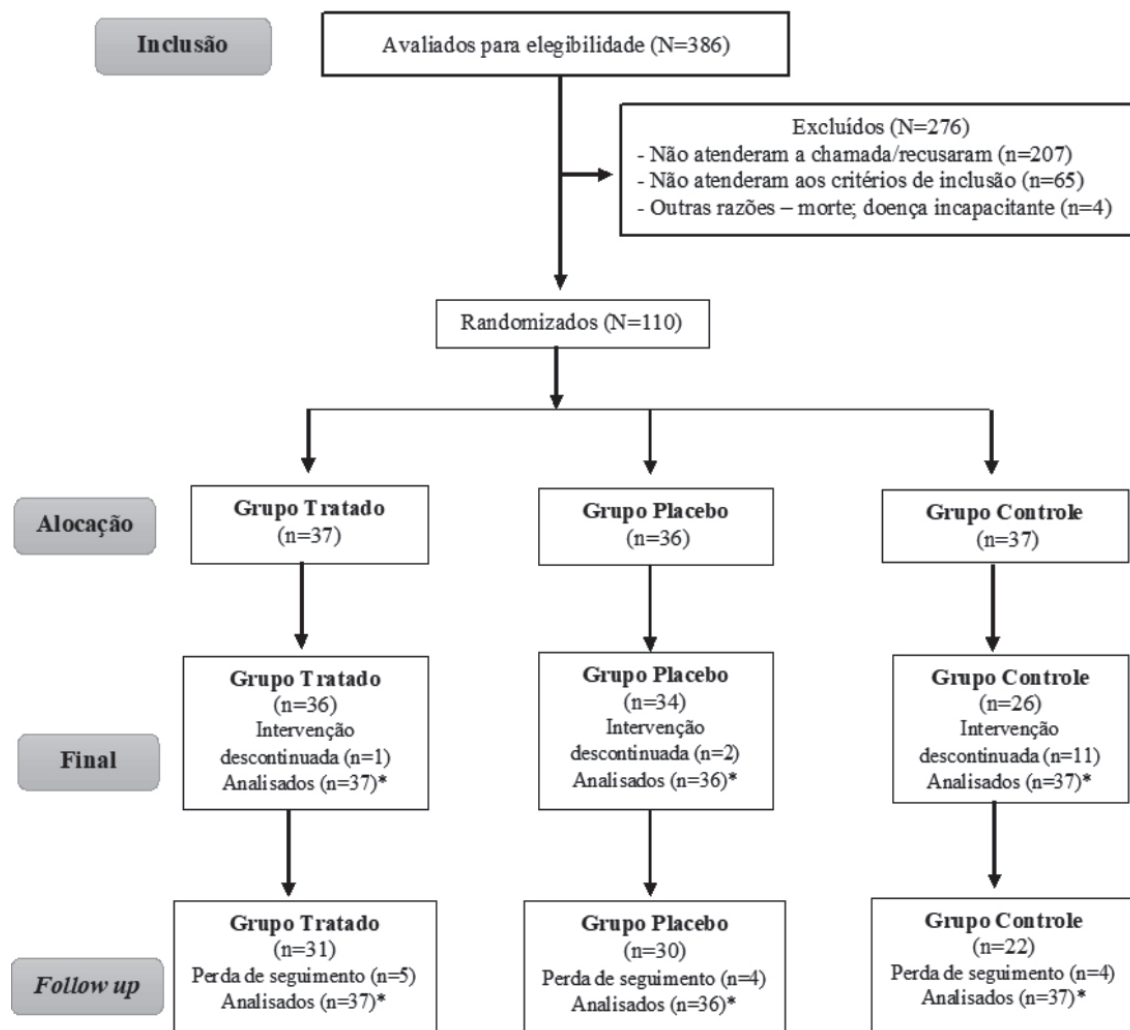 Inclusão
Avaliados para elegibilidade (N=386)
Excluídos (N=276)
- Não atenderam a chamada/recusaram (n=207)
- Não atenderam aos critérios de inclusão (n=65)
- Outras razões – morte; doença incapacitante (n=4)
Randomizados (N=110)
Alocação
Grupo Tratado
(n=37)
Grupo Placebo
(n=36)
Grupo Controle
(n=37)
Final
Grupo Tratado
(n=36)
Intervenção
descontinuada (n=1)
Analisados (n=37)*
Grupo Placebo
(n=34)
Intervenção
descontinuada (n=2)
Analisados (n=36)*
Grupo Controle
(n=26)
Intervenção
descontinuada (n=11)
Analisados (n=37)*
Follow up
Grupo Tratado
(n=31)
Perda de seguimento (n=5)
Analisados (n=37)*
Grupo Placebo
(n=30)
Perda de seguimento (n=4)
Analisados (n=36)*
Grupo Controle
(n=22)
Perda de seguimento (n=4)
Analisados (n=37)*